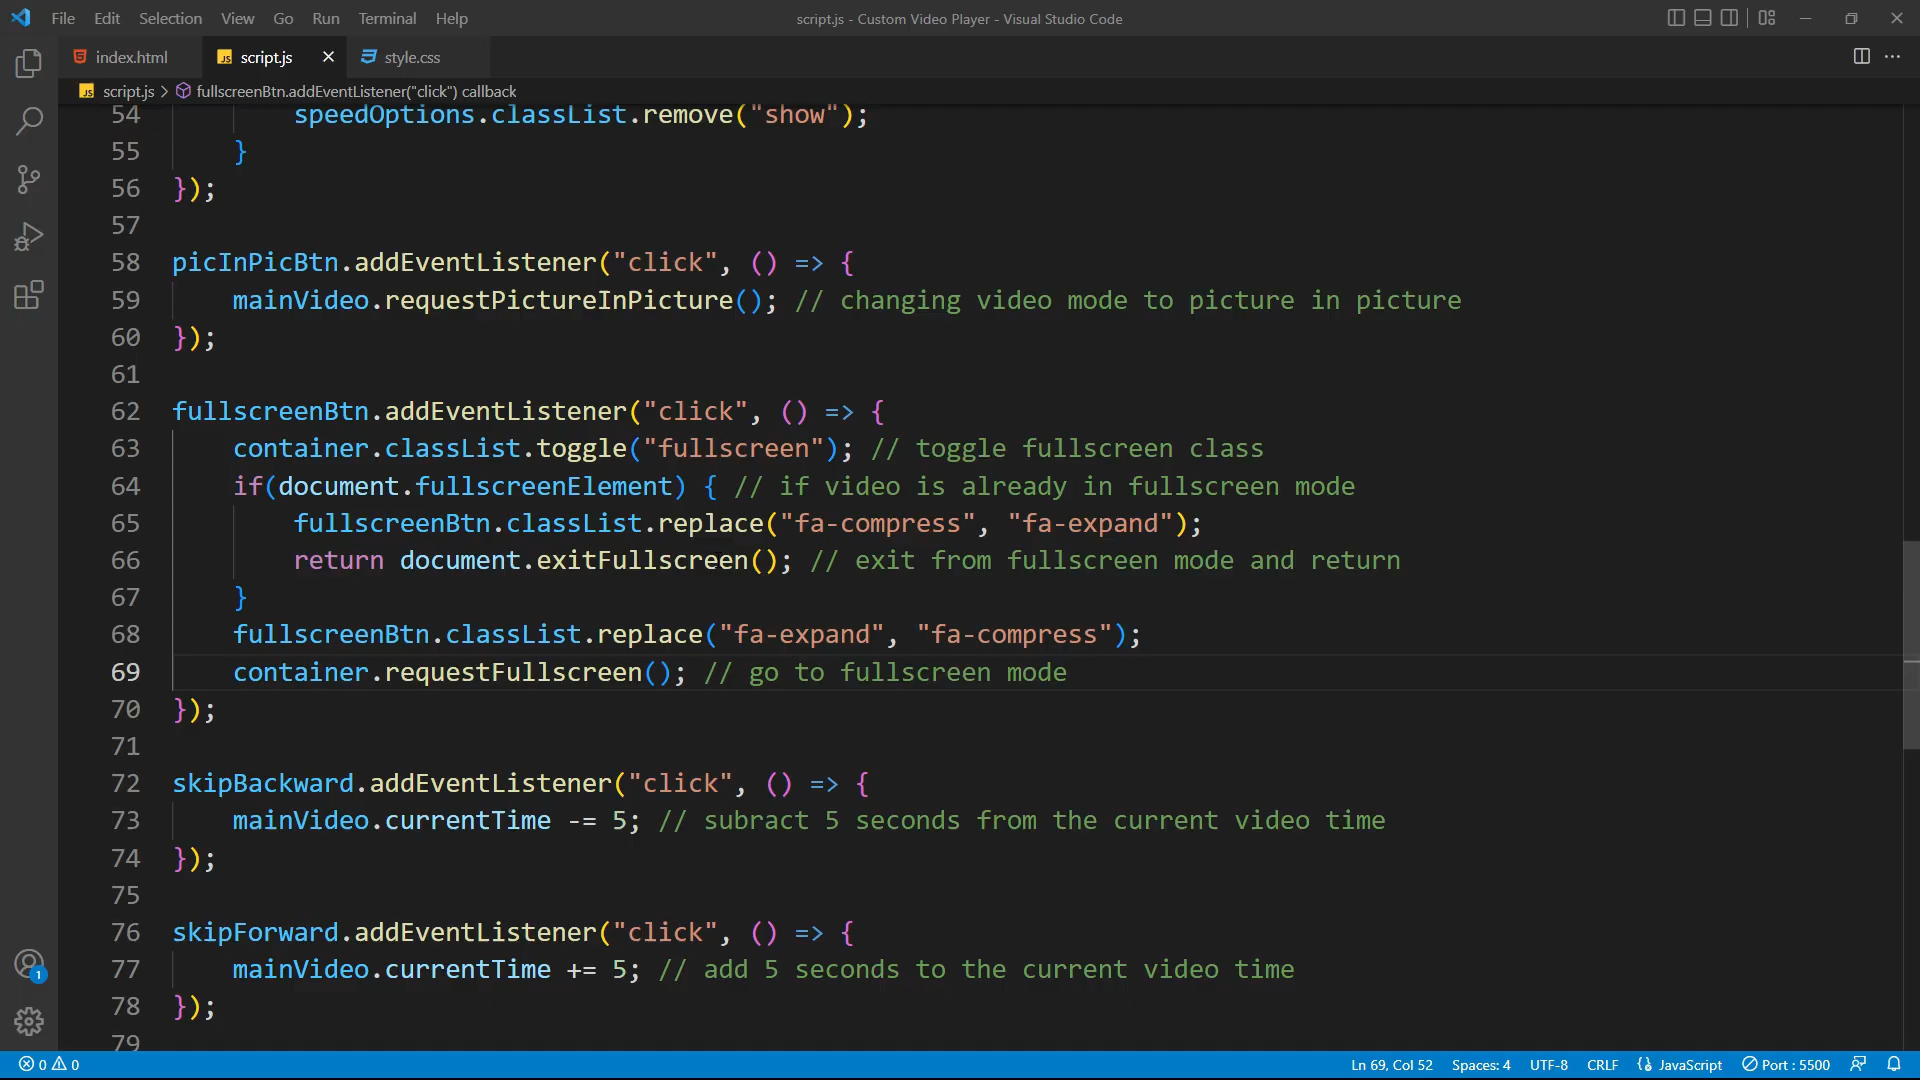 File Edit Selection View Go Run Terminal Help
script.js - Custom Video Player - Visual Studio Code
index.html
script.js
style.css
script.js > fullscreenBtn.addEventListener("click") callback
54 speedOptions.classList.remove("show");
55 }
56 });
57
58 picInPicBtn.addEventListener("click", () => {
59 mainVideo.requestPictureInPicture(); // changing video mode to picture in picture
60 });
61
62 fullscreenBtn.addEventListener("click", () => {
63 container.classList.toggle("fullscreen"); // toggle fullscreen class
64 if(document.fullscreenElement) { // if video is already in fullscreen mode
65 fullscreenBtn.classList.replace("fa-compress", "fa-expand");
66 return document.exitFullscreen(); // exit from fullscreen mode and return
67 }
68 fullscreenBtn.classList.replace("fa-expand", "fa-compress");
69 container.requestFullscreen(); // go to fullscreen mode
70 });
71
72 skipBackward.addEventListener("click", () => {
73 mainVideo.currentTime -= 5; // subract 5 seconds from the current video time
74 });
75
76 skipForward.addEventListener("click", () => {
77 mainVideo.currentTime += 5; // add 5 seconds to the current video time
78 });
79
1
0 0
Ln 69, Col 52 Spaces: 4 UTF-8 CRLF JavaScript Port : 5500